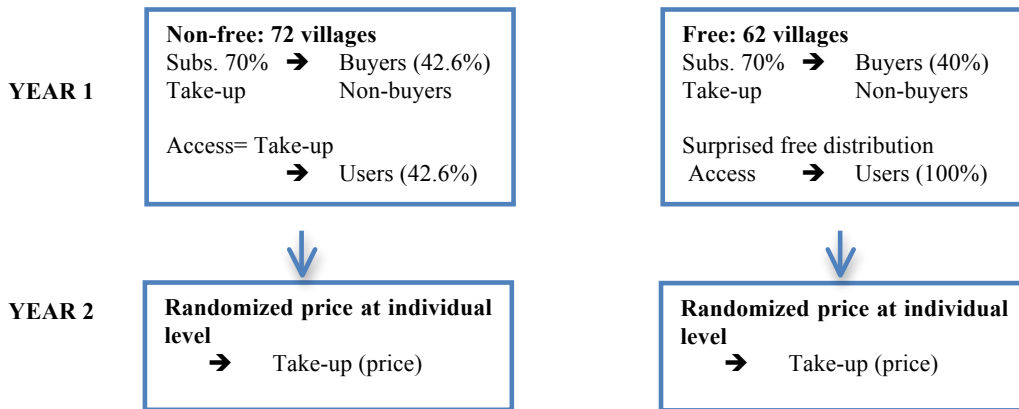 YEAR 1
Non-free: 72 villages
Subs. 70% ➔ Buyers (42.6%)
Take-up Non-buyers
Access= Take-up
➔ Users (42.6%)
Free: 62 villages
Subs. 70% ➔ Buyers (40%)
Take-up Non-buyers
Surprised free distribution
Access ➔ Users (100%)
YEAR 2
Randomized price at individual
level
➔ Take-up (price)
Randomized price at individual
level
➔ Take-up (price)